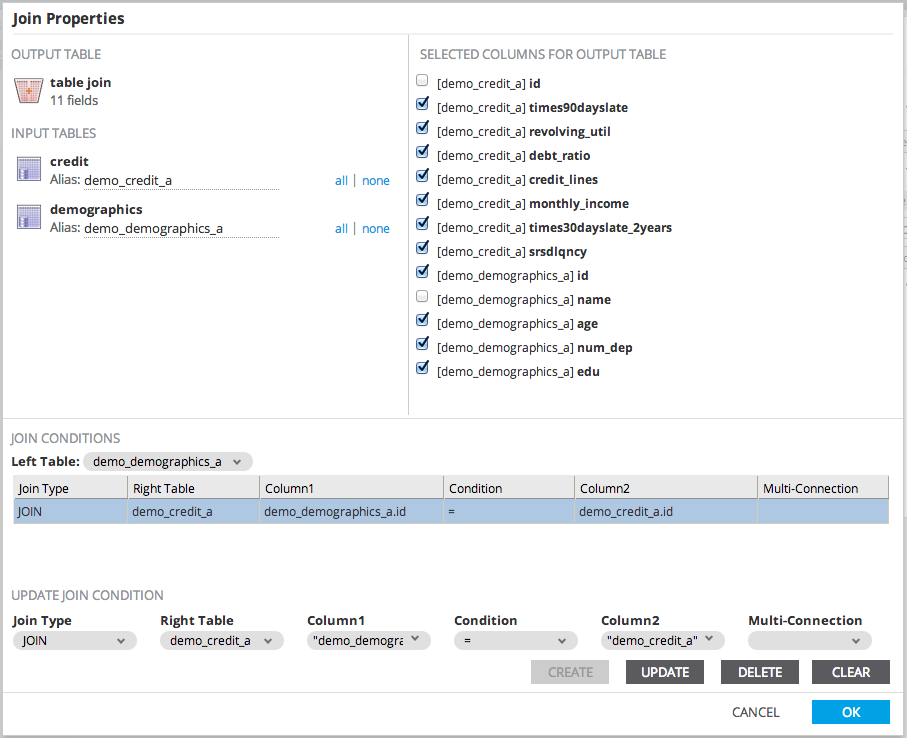 Join Properties
OUTPUT TABLE
table join
11 fields
INPUT TABLES
credit
Alias: demo_credit_a all | none
demographics
Alias: demo_demographics_a all | none
SELECTED COLUMNS FOR OUTPUT TABLE
[demo_credit_a] id
[demo_credit_a] times90dayslate
[demo_credit_a] revolving_util
[demo_credit_a] debt_ratio
[demo_credit_a] credit_lines
[demo_credit_a] monthly_income
[demo_credit_a] times30dayslate_2years
[demo_credit_a] srsdlqncy
[demo_demographics_a] id
[demo_demographics_a] name
[demo_demographics_a] age
[demo_demographics_a] num_dep
[demo_demographics_a] edu
JOIN CONDITIONS
Left Table: demo_demographics_a
Join Type Right Table Column1 Condition Column2 Multi-Connection
JOIN demo_credit_a demo_demographics_a.id = demo_credit_a.id
UPDATE JOIN CONDITION
Join Type Right Table Column1 Condition Column2 Multi-Connection
JOIN demo_credit_a "demo_demogra = "demo_credit_a"
CREATE UPDATE DELETE CLEAR
CANCEL OK